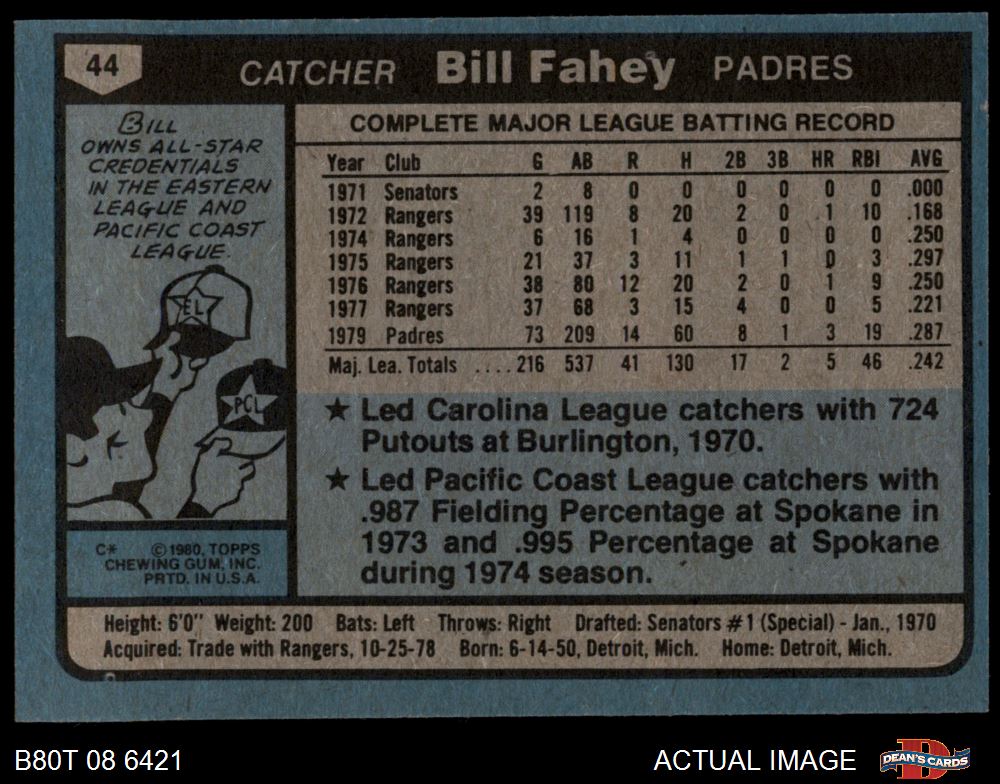 44
CATCHER Bill Fahey PADRES
BILL
OWNS ALL-STAR
CREDENTIALS
IN THE EASTERN
LEAGUE AND
PACIFIC COAST
LEAGUE.
EL
PCL
C* © 1980, TOPPS
CHEWING GUM, INC.
PRTD. IN U.S.A.
COMPLETE MAJOR LEAGUE BATTING RECORD
Year Club G AB R H 2B 3B HR RBI AVG
1971 Senators 2 8 0 0 0 0 0 0 .000
1972 Rangers 39 119 8 20 2 0 1 10 .168
1974 Rangers 6 16 1 4 0 0 0 0 .250
1975 Rangers 21 37 3 11 1 1 0 3 .297
1976 Rangers 38 80 12 20 2 0 1 9 .250
1977 Rangers 37 68 3 15 4 0 0 5 .221
1979 Padres 73 209 14 60 8 1 3 19 .287
Maj. Lea. Totals ....216 537 41 130 17 2 5 46 .242
★ Led Carolina League catchers with 724
Putouts at Burlington, 1970.
★ Led Pacific Coast League catchers with
.987 Fielding Percentage at Spokane in
1973 and .995 Percentage at Spokane
during 1974 season.
Height: 6'0" Weight: 200 Bats: Left Throws: Right Drafted: Senators #1 (Special) - Jan., 1970
Acquired: Trade with Rangers, 10-25-78 Born: 6-14-50, Detroit, Mich. Home: Detroit, Mich.
B80T 08 6421 ACTUAL IMAGE
DEAN'S CARDS